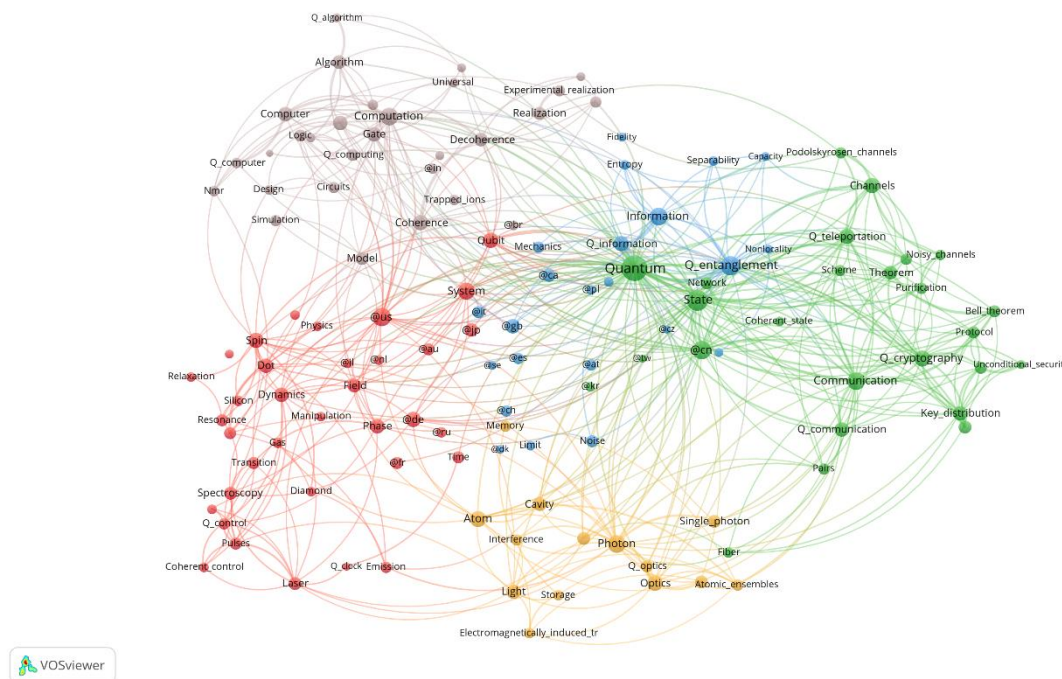 Q_algorithm
Algorithm
Universal
Experimental_realization
Realization
Computer
Computation
Logic
Gate
Decoherence
Fidelity
Q_computing
Q_computer
@in
Entropy
Separability
Capacity
Podolskyrosen_channels
Nmr
Design
Circuits
Trapped_ions
Channels
Simulation
Coherence
@br
Information
Qubit
Mechanics
Q_information
Nonlocality
Q_teleportation
Model
Quantum
Q_entanglement
Noisy_channels
@ca
Scheme
Theorem
Network
System
@pl
Purification
State
@us
@it
Physics
@jp
@gb
@cz
Coherent_state
Bell_theorem
Spin
Protocol
@au
@cn
Dot
@il
@nl
@se
@es
@at
@tw
Q_cryptography
Unconditional_securit
Relaxation
Field
@kr
Communication
Dynamics
Silicon
Resonance
Manipulation
@de
@ch
Key_distribution
Phase
Memory
@ru
Q_communication
Gas
@dk
Limit
Noise
Transition
@fr
Time
Pairs
Spectroscopy
Diamond
Cavity
Q_control
Atom
Single_photon
Pulses
Interference
Photon
Fiber
Coherent_control
Q_clock
Emission
Q_optics
Laser
Light
Storage
Optics
Atomic_ensembles
Electromagnetically_induced_tr
VOSviewer